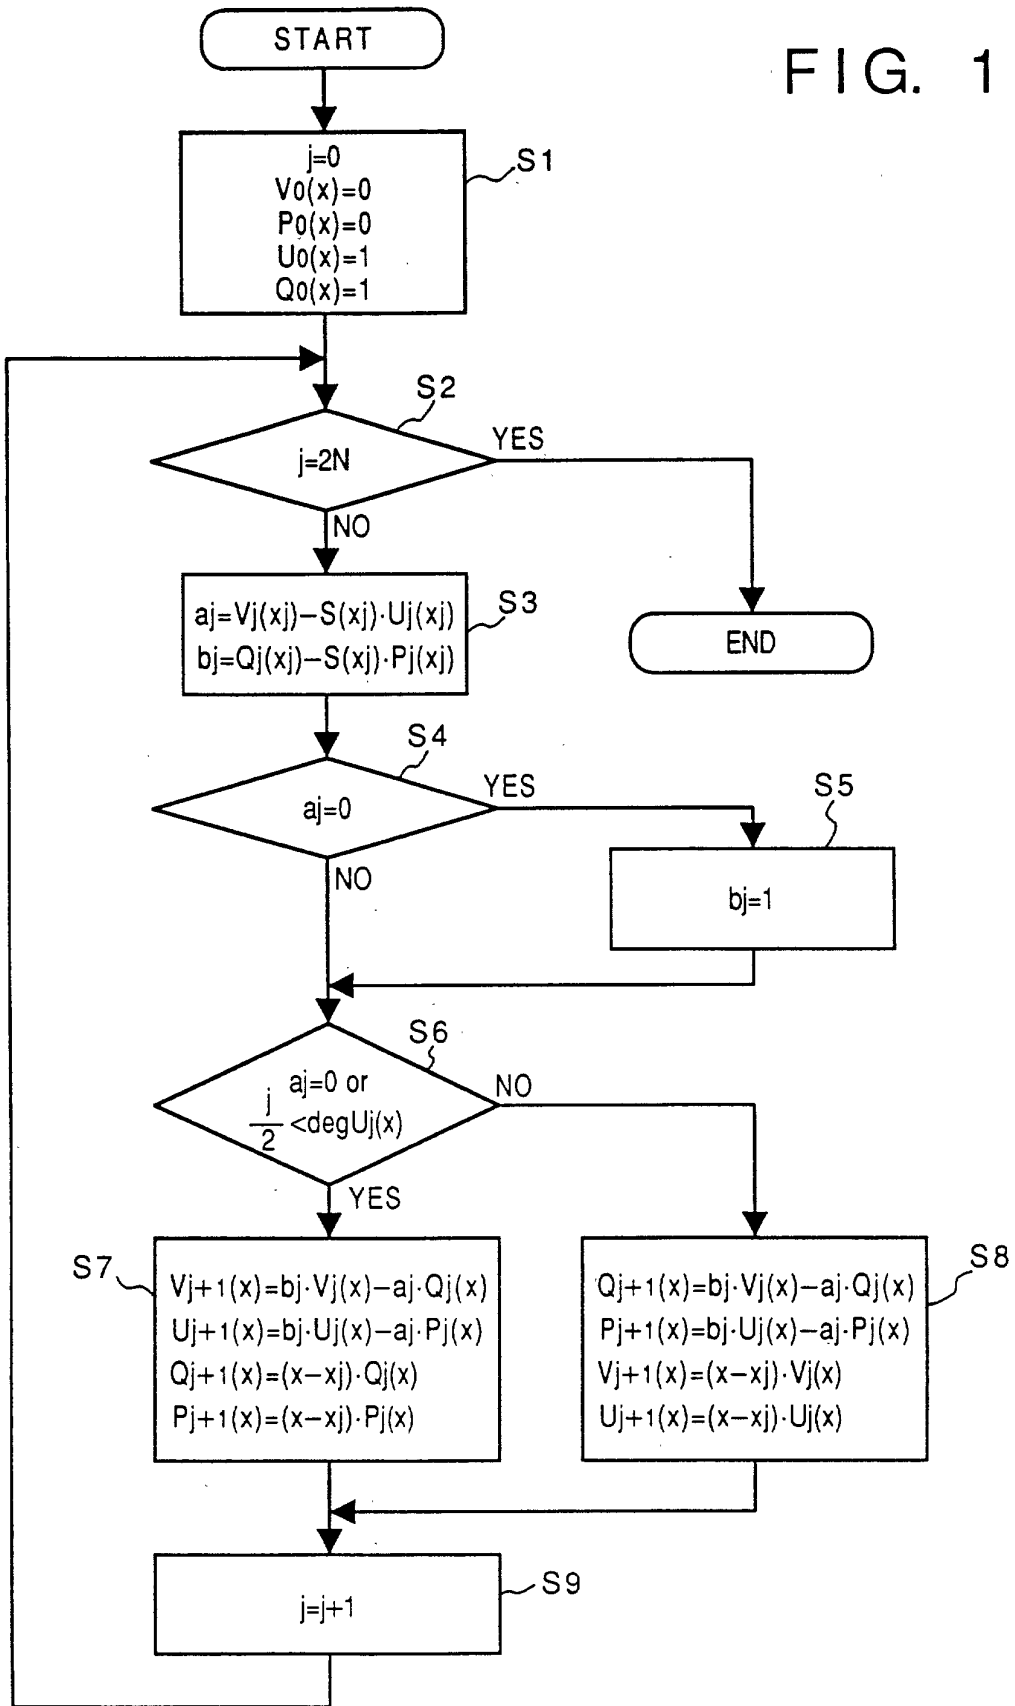 START
FIG. 1
j=0
V0(x)=0
P0(x)=0
U0(x)=1
Q0(x)=1
S1
S2
j=2N
YES
NO
aj=Vj(xj)−S(xj)·Uj(xj)
bj=Qj(xj)−S(xj)·Pj(xj)
S3
END
S4
aj=0
YES
NO
S5
bj=1
S6
aj=0 or
j/2 <degUj(x)
NO
YES
S7
Vj+1(x)=bj·Vj(x)−aj·Qj(x)
Uj+1(x)=bj·Uj(x)−aj·Pj(x)
Qj+1(x)=(x−xj)·Qj(x)
Pj+1(x)=(x−xj)·Pj(x)
S8
Qj+1(x)=bj·Vj(x)−aj·Qj(x)
Pj+1(x)=bj·Uj(x)−aj·Pj(x)
Vj+1(x)=(x−xj)·Vj(x)
Uj+1(x)=(x−xj)·Uj(x)
S9
j=j+1